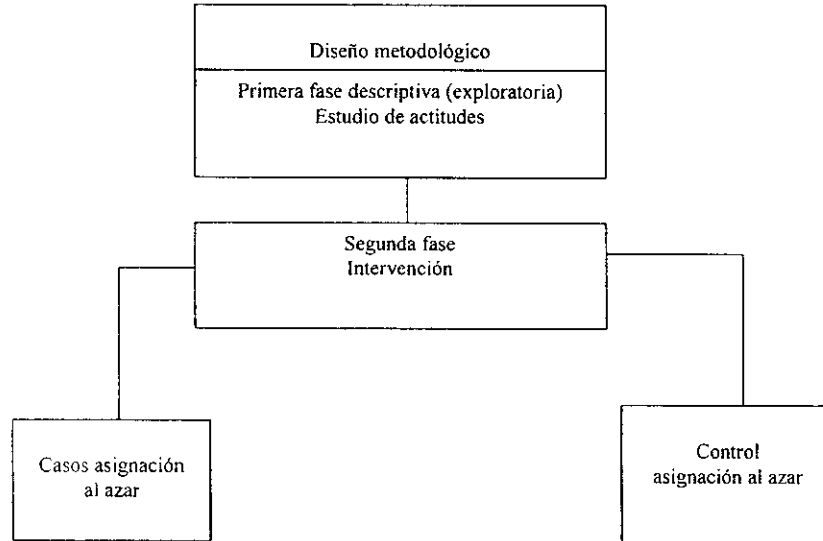 Diseño metodológico
Primera fase descriptiva (exploratoria)
Estudio de actitudes
Segunda fase
Intervención
Casos asignación
al azar
Control
asignación al azar